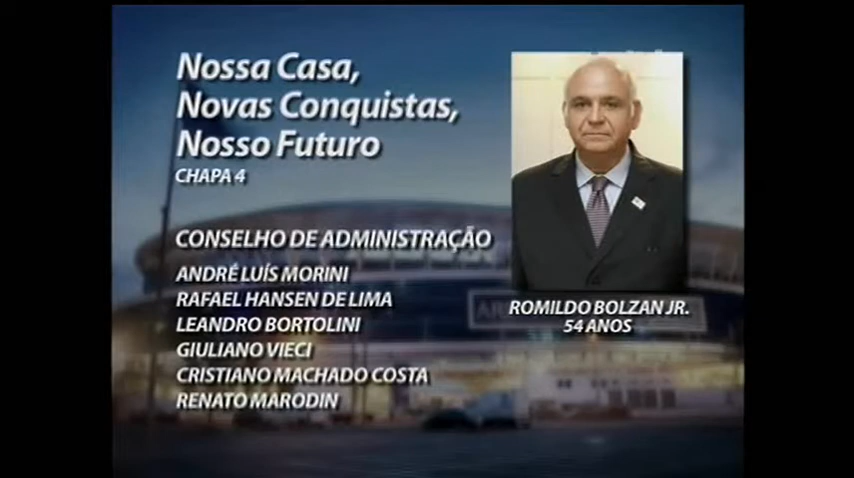 Nossa Casa,
Novas Conquistas,
Nosso Futuro
CHAPA 4
CONSELHO DE ADMINISTRAÇÃO
ANDRÉ LUÍS MORINI
RAFAEL HANSEN DE LIMA
LEANDRO BORTOLINI
GIULIANO VIECI
CRISTIANO MACHADO COSTA
RENATO MARODIN
ROMILDO BOLZAN JR.
54 ANOS